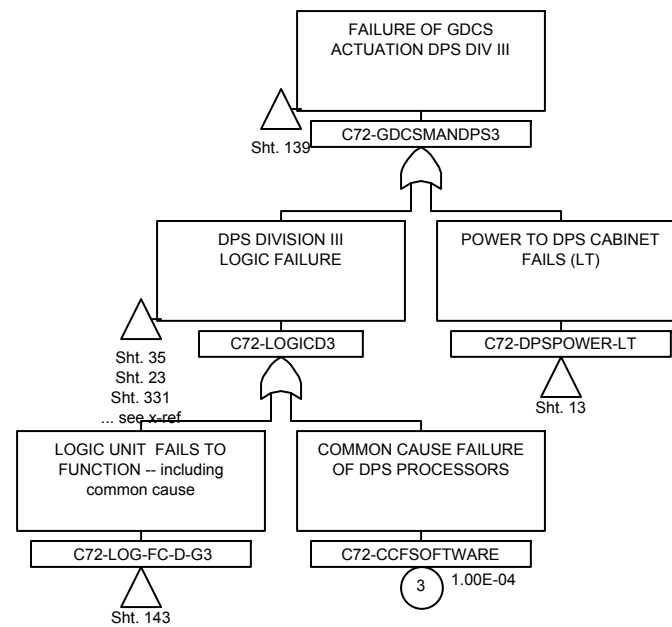 FAILURE OF GDCS
ACTUATION DPS DIV III
Sht. 139
C72-GDCSMANDPS3
DPS DIVISION III
LOGIC FAILURE
POWER TO DPS CABINET
FAILS (LT)
C72-LOGICD3
C72-DPSPOWER-LT
Sht. 35
Sht. 23
Sht. 331
... see x-ref
Sht. 13
LOGIC UNIT FAILS TO
FUNCTION -- including
common cause
COMMON CAUSE FAILURE
OF DPS PROCESSORS
C72-LOG-FC-D-G3
C72-CCFSOFTWARE
Sht. 143
3
1.00E-04